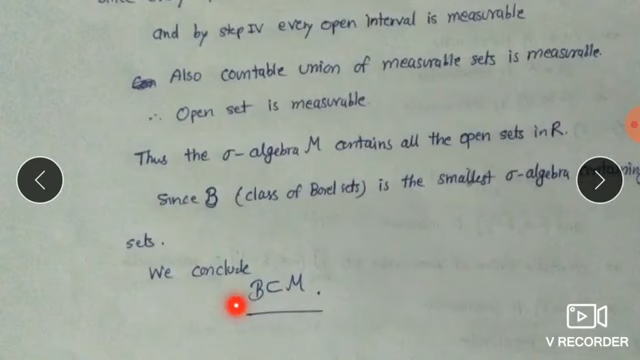 and by step IV every open interval is measurable
Also countable union of measurable sets is measuralle.
∴ Open set is measurable.
Thus the σ-algebra M contains all the open sets in R.
Since B (class of Borel sets) is the smallest σ-algebra containing
sets.
We conclude
B⊂M.
V RECORDER